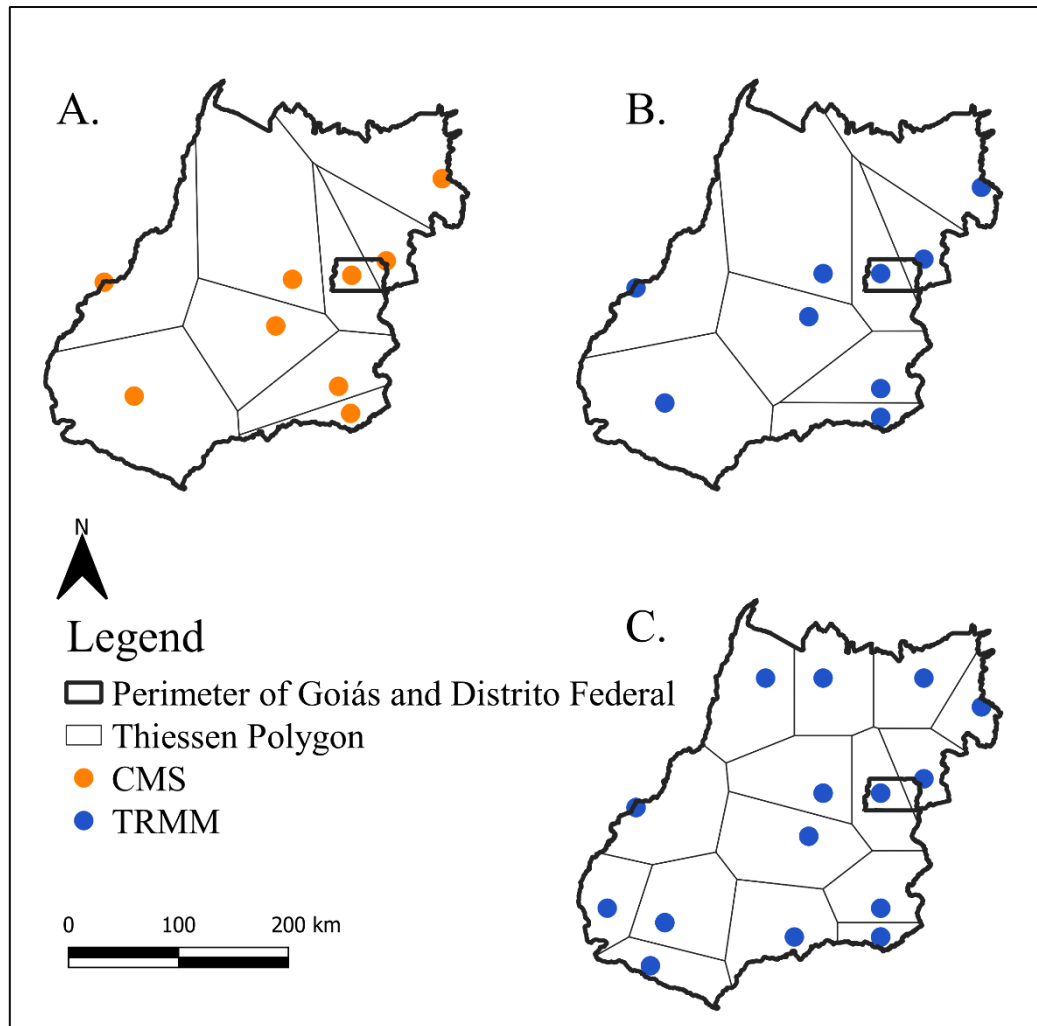 A.
B.
N
C.
Legend
Perimeter of Goiás and Distrito Federal
Thiessen Polygon
CMS
TRMM
0 100 200 km